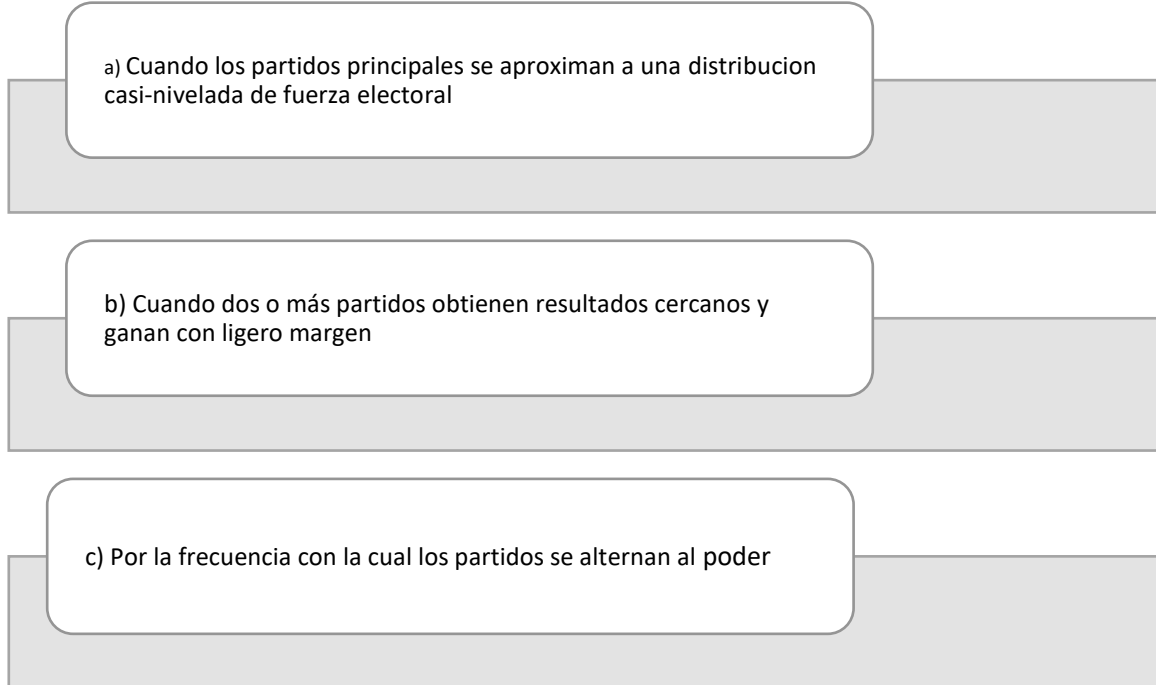 a) Cuando los partidos principales se aproximan a una distribucion
casi-nivelada de fuerza electoral
b) Cuando dos o más partidos obtienen resultados cercanos y
ganan con ligero margen
c) Por la frecuencia con la cual los partidos se alternan al poder